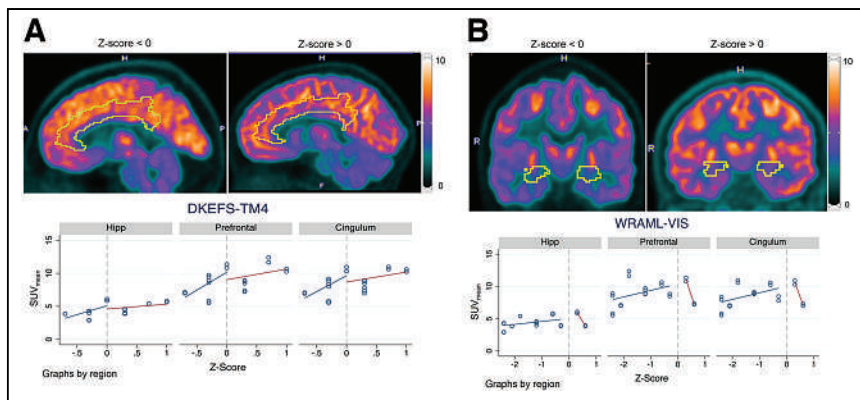 A
Z-score < 0
Z-score > 0
H
H
10
A
P
P
F
0
DKEFS-TM4
Hipp
Prefrontal
Cingulum
15
10
5
0
SUVmean
-.5
0
.5
1
-.5
0
.5
1
-.5
0
.5
1
Z-Score
Graphs by region
B
Z-score < 0
Z-score > 0
H
H
10
R
R
0
WRAML-VIS
Hipp
Prefrontal
Cingulum
15
10
5
0
SUVmean
-2
-1
0
1
-2
-1
0
1
-2
-1
0
1
Z-Score
Graphs by region